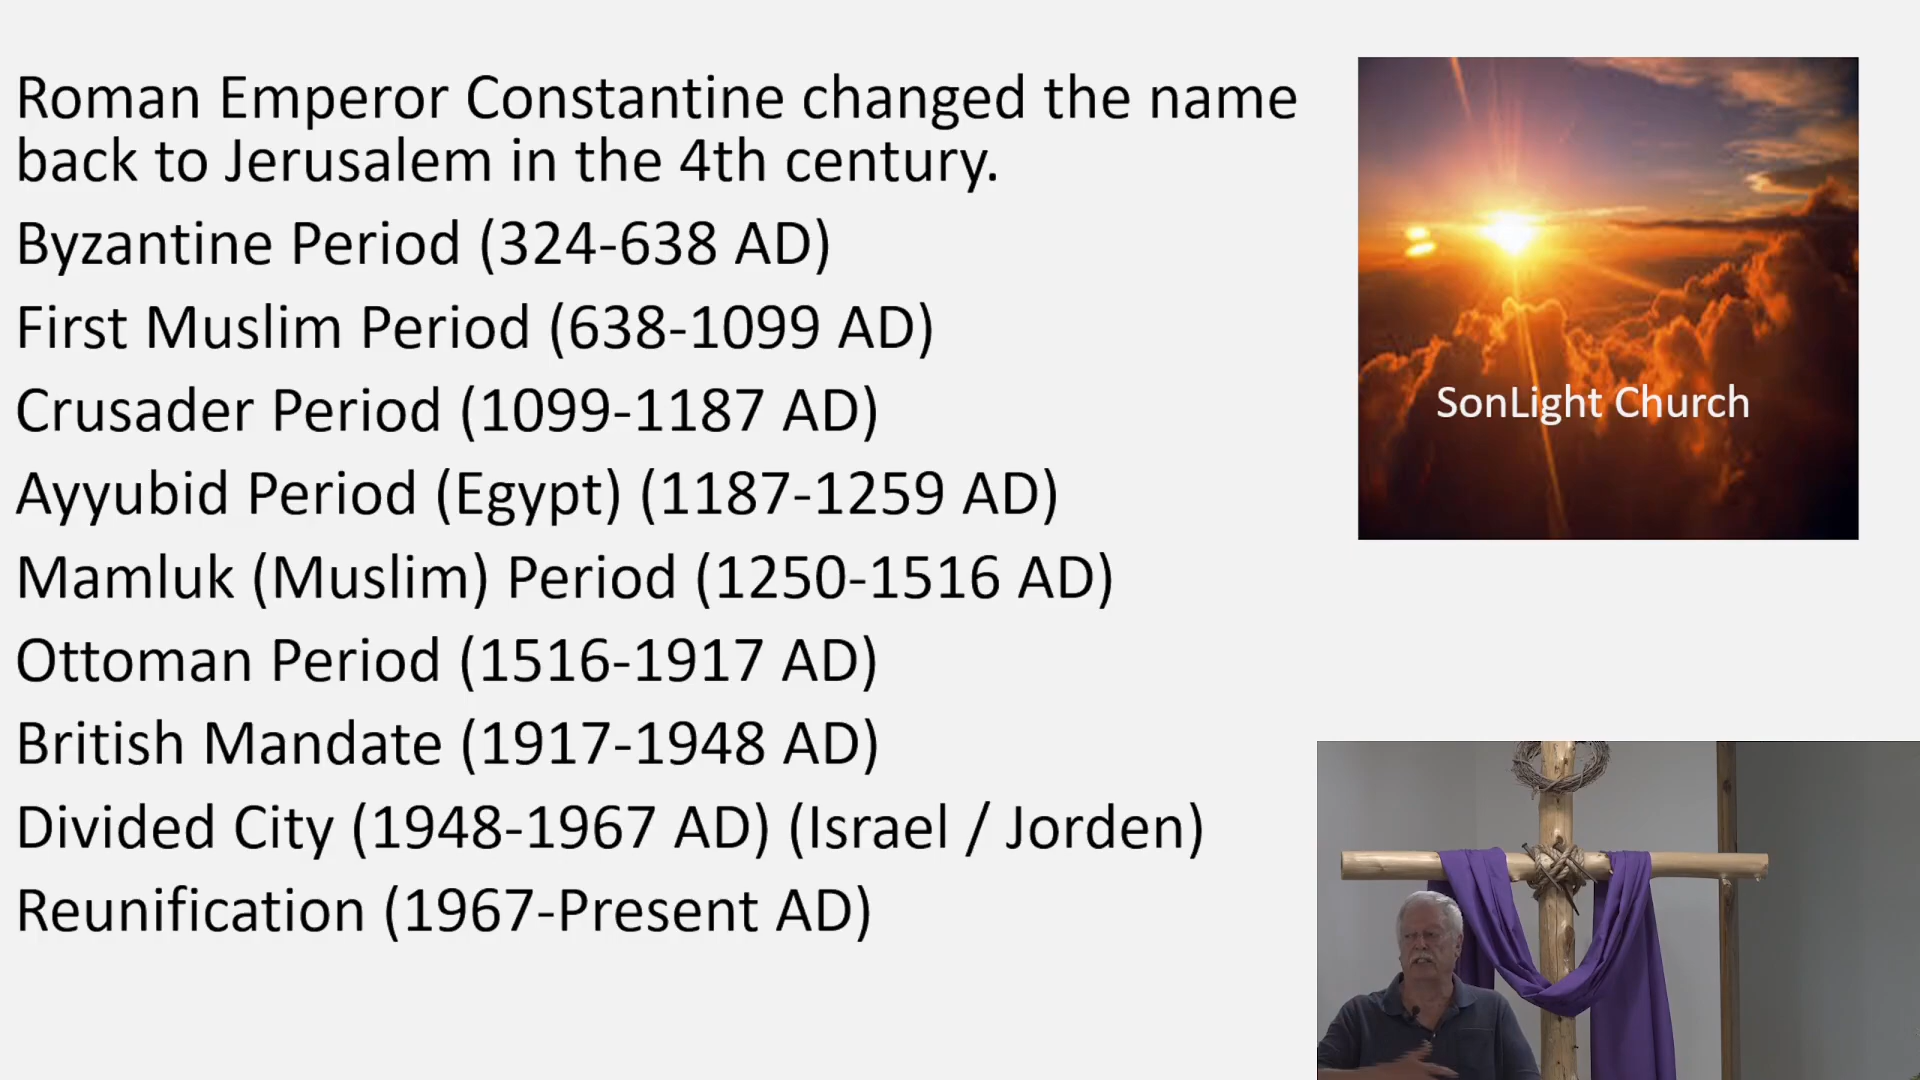 Roman Emperor Constantine changed the name
back to Jerusalem in the 4th century.
Byzantine Period (324-638 AD)
First Muslim Period (638-1099 AD)
Crusader Period (1099-1187 AD)
Ayyubid Period (Egypt) (1187-1259 AD)
Mamluk (Muslim) Period (1250-1516 AD)
Ottoman Period (1516-1917 AD)
British Mandate (1917-1948 AD)
Divided City (1948-1967 AD) (Israel / Jorden)
Reunification (1967-Present AD)
SonLight Church